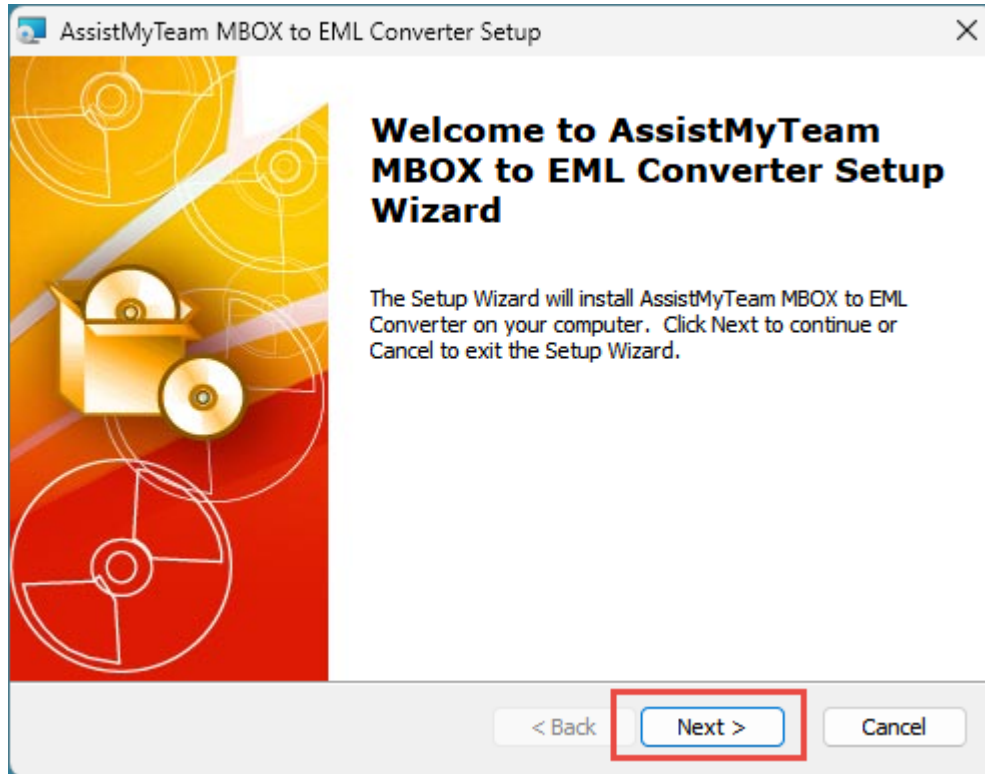 AssistMyTeam MBOX to EML Converter Setup
Welcome to AssistMyTeam
MBOX to EML Converter Setup
Wizard
The Setup Wizard will install AssistMyTeam MBOX to EML
Converter on your computer.  Click Next to continue or
Cancel to exit the Setup Wizard.
< Back
Next >
Cancel